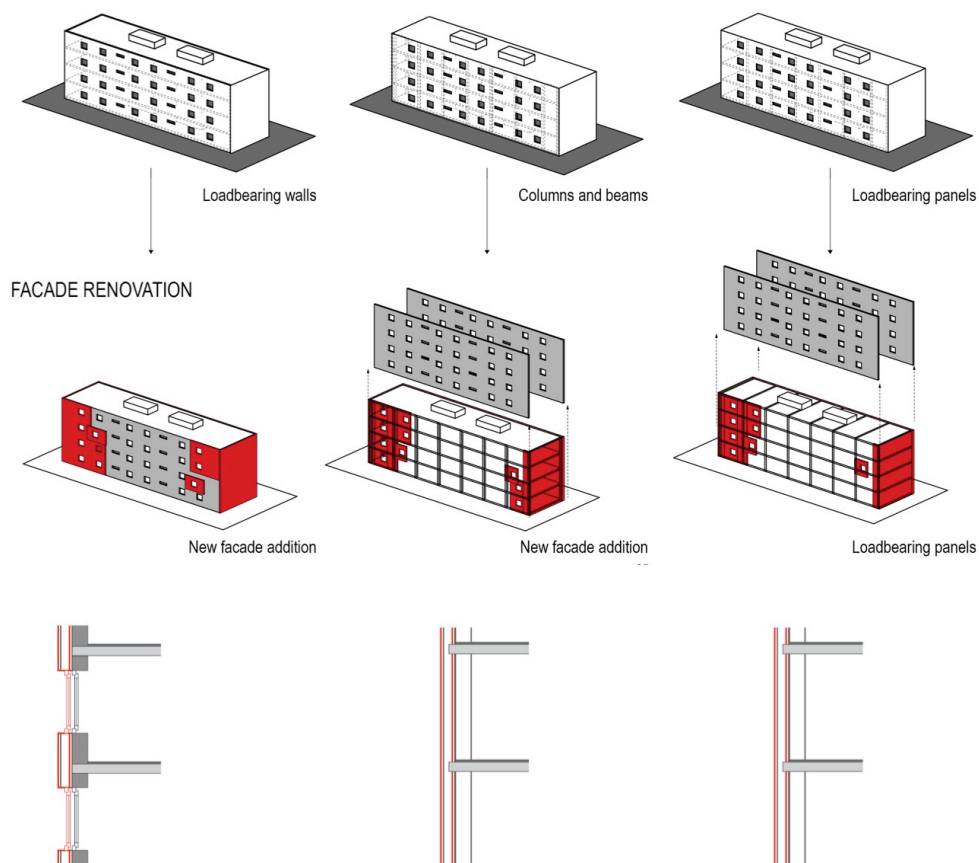 Loadbearing walls
Columns and beams
Loadbearing panels
FACADE RENOVATION
New facade addition
New facade addition
Loadbearing panels